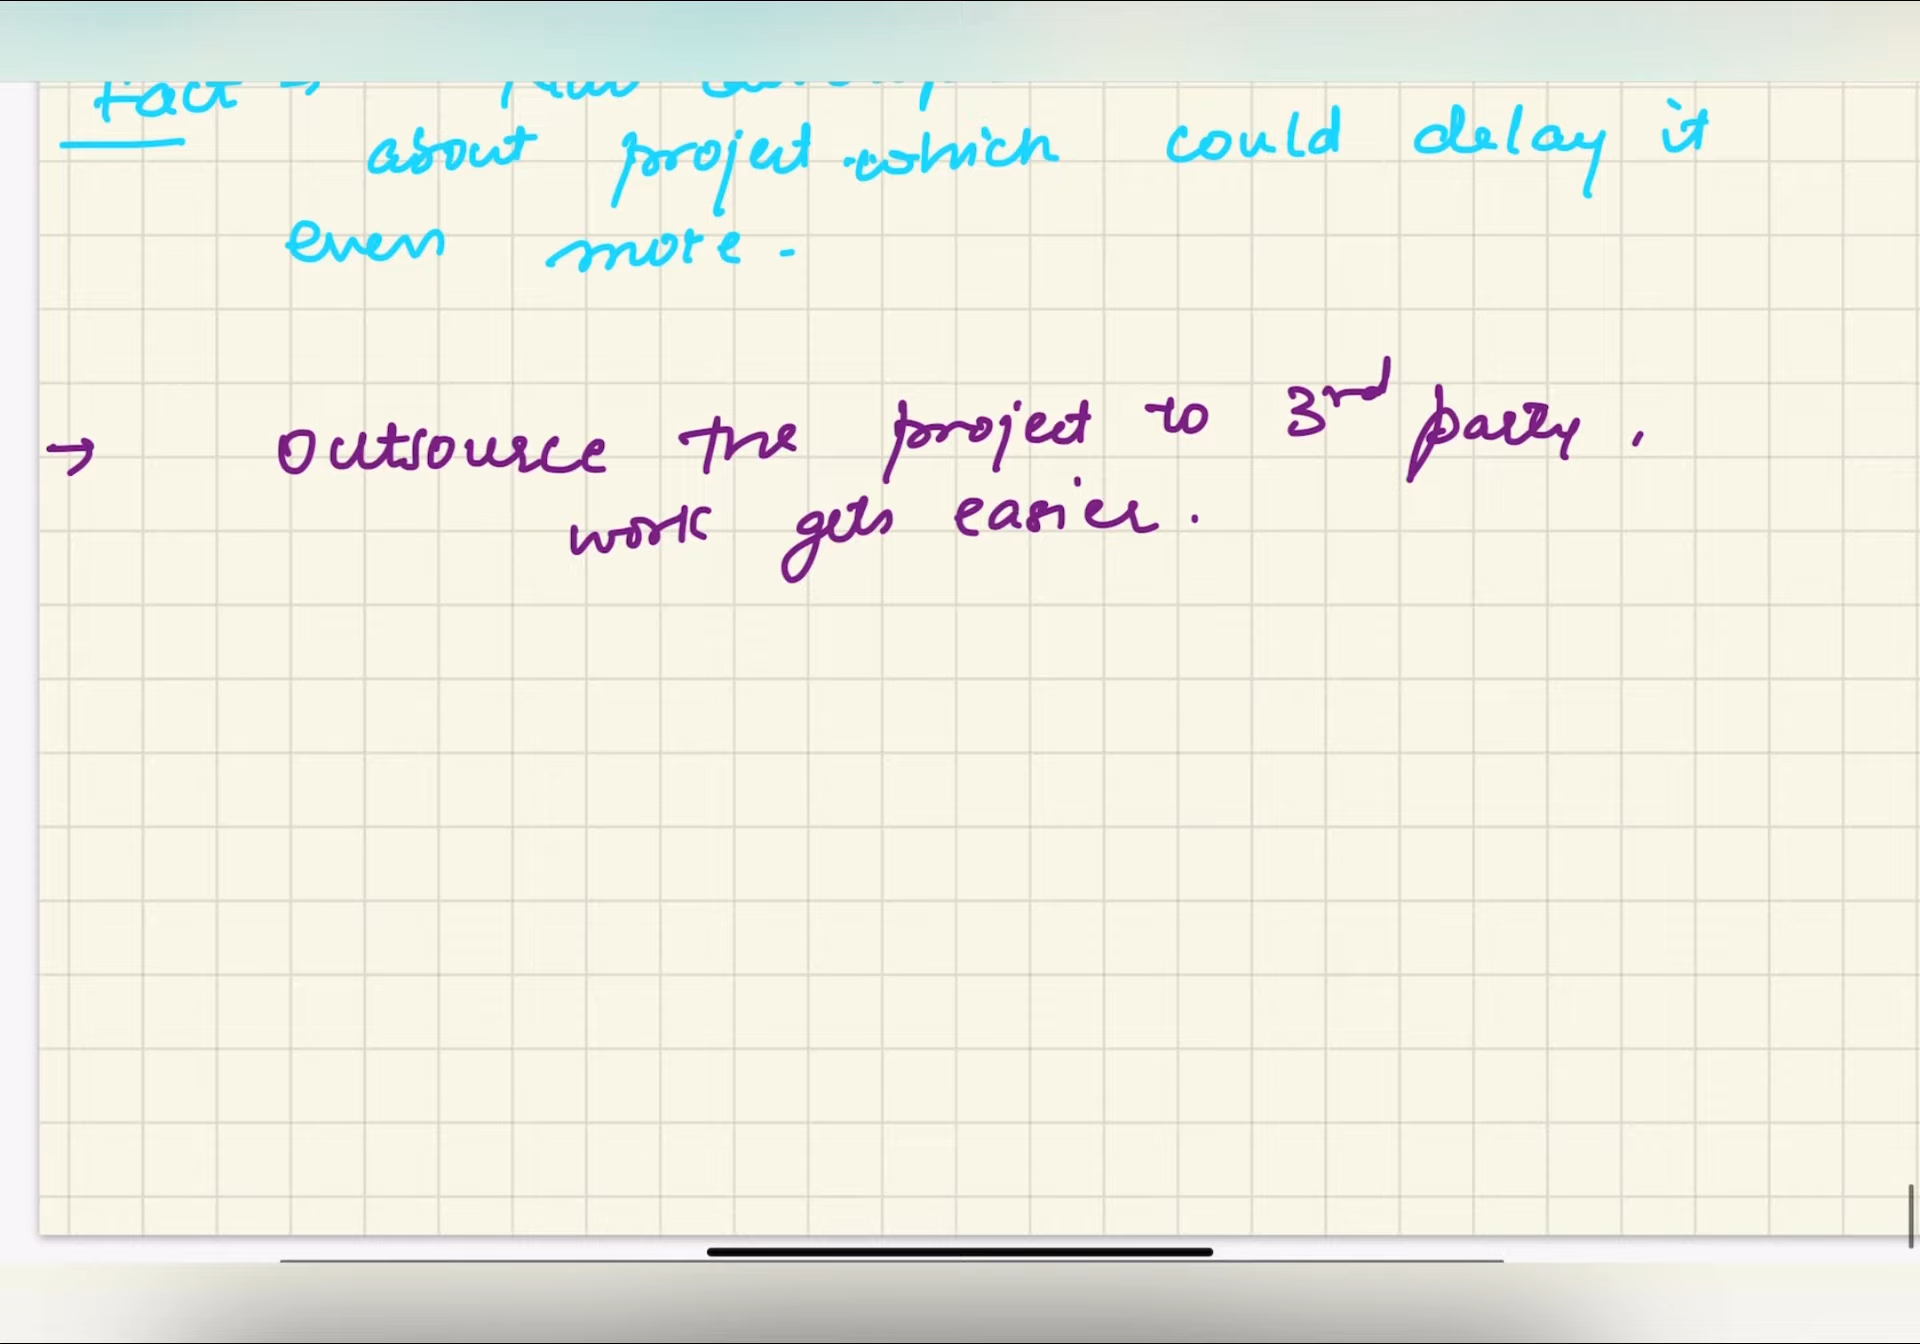 Fact →
about project which could delay it
even more.
→ Outsource the project to 3rd party.
work gets easier.